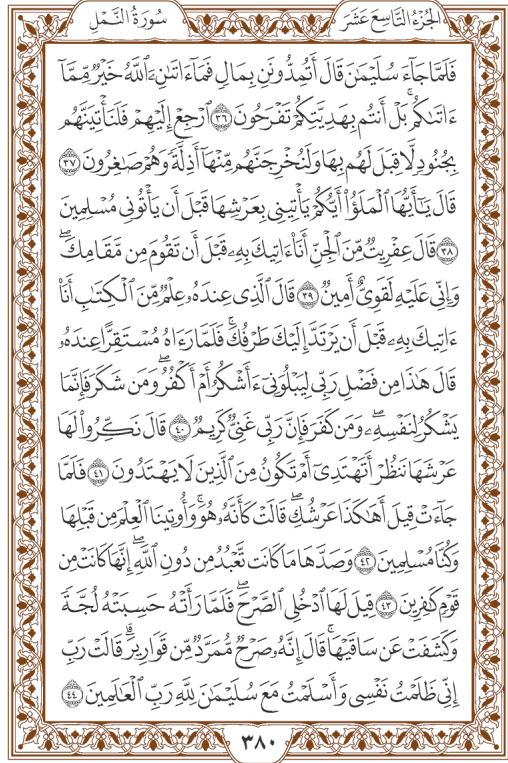 الجُزْءُ التَّاسِعَ عَشَرَ
سُورَةُ النَّمْلِ
فَلَمَّا جَآءَ سُلَيْمَٰنَ قَالَ أَتُمِدُّونَنِ بِمَالٍ فَمَآ ءَاتَىٰنِۦَ ٱللَّهُ خَيْرٌ مِّمَّآ
ءَاتَىٰكُم ۚ بَلْ أَنتُم بِهَدِيَّتِكُمْ تَفْرَحُونَ ٣٦ ٱرْجِعْ إِلَيْهِمْ فَلَنَأْتِيَنَّهُم
بِجُنُودٍ لَّا قِبَلَ لَهُم بِهَا وَلَنُخْرِجَنَّهُم مِّنْهَآ أَذِلَّةً وَهُمْ صَٰغِرُونَ ٣٧
قَالَ يَٰٓأَيُّهَا ٱلْمَلَؤُا۟ أَيُّكُمْ يَأْتِينِى بِعَرْشِهَا قَبْلَ أَن يَأْتُونِى مُسْلِمِينَ
٣٨ قَالَ عِفْرِيتٌ مِّنَ ٱلْجِنِّ أَنَا۠ ءَاتِيكَ بِهِۦ قَبْلَ أَن تَقُومَ مِن مَّقَامِكَ ۖ
وَإِنِّى عَلَيْهِ لَقَوِىٌّ أَمِينٌ ٣٩ قَالَ ٱلَّذِى عِندَهُۥ عِلْمٌ مِّنَ ٱلْكِتَٰبِ أَنَا۠
ءَاتِيكَ بِهِۦ قَبْلَ أَن يَرْتَدَّ إِلَيْكَ طَرْفُكَ ۚ فَلَمَّا رَءَاهُ مُسْتَقِرًّا عِندَهُۥ
قَالَ هَٰذَا مِن فَضْلِ رَبِّى لِيَبْلُوَنِىٓ ءَأَشْكُرُ أَمْ أَكْفُرُ ۖ وَمَن شَكَرَ فَإِنَّمَا
يَشْكُرُ لِنَفْسِهِۦ ۖ وَمَن كَفَرَ فَإِنَّ رَبِّى غَنِىٌّ كَرِيمٌ ٤٠ قَالَ نَكِّرُوا۟ لَهَا
عَرْشَهَا نَنظُرْ أَتَهْتَدِىٓ أَمْ تَكُونُ مِنَ ٱلَّذِينَ لَا يَهْتَدُونَ ٤١ فَلَمَّا
جَآءَتْ قِيلَ أَهَٰكَذَا عَرْشُكِ ۖ قَالَتْ كَأَنَّهُۥ هُوَ ۚ وَأُوتِينَا ٱلْعِلْمَ مِن قَبْلِهَا
وَكُنَّا مُسْلِمِينَ ٤٢ وَصَدَّهَا مَا كَانَت تَّعْبُدُ مِن دُونِ ٱللَّهِ ۖ إِنَّهَا كَانَتْ مِن
قَوْمٍ كَٰفِرِينَ ٤٣ قِيلَ لَهَا ٱدْخُلِى ٱلصَّرْحَ ۖ فَلَمَّا رَأَتْهُ حَسِبَتْهُ لُجَّةً
وَكَشَفَتْ عَن سَاقَيْهَا ۚ قَالَ إِنَّهُۥ صَرْحٌ مُّمَرَّدٌ مِّن قَوَارِيرَ ۗ قَالَتْ رَبِّ
إِنِّى ظَلَمْتُ نَفْسِى وَأَسْلَمْتُ مَعَ سُلَيْمَٰنَ لِلَّهِ رَبِّ ٱلْعَٰلَمِينَ ٤٤
٣٨٠